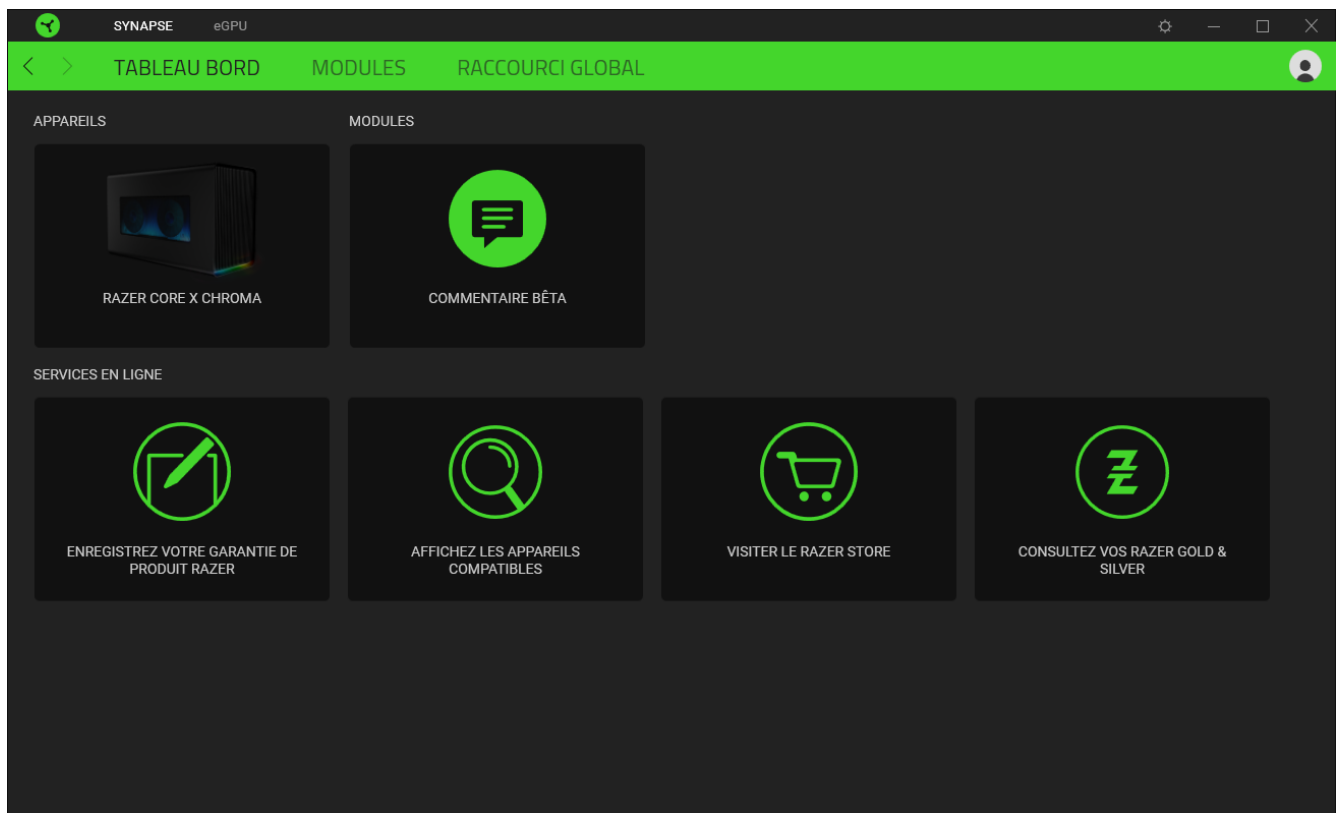 SYNAPSE eGPU
TABLEAU BORD MODULES RACCOURCI GLOBAL
APPAREILS MODULES
RAZER CORE X CHROMA COMMENTAIRE BÊTA
SERVICES EN LIGNE
ENREGISTREZ VOTRE GARANTIE DE
PRODUIT RAZER
AFFICHEZ LES APPAREILS
COMPATIBLES
VISITER LE RAZER STORE
CONSULTEZ VOS RAZER GOLD &
SILVER